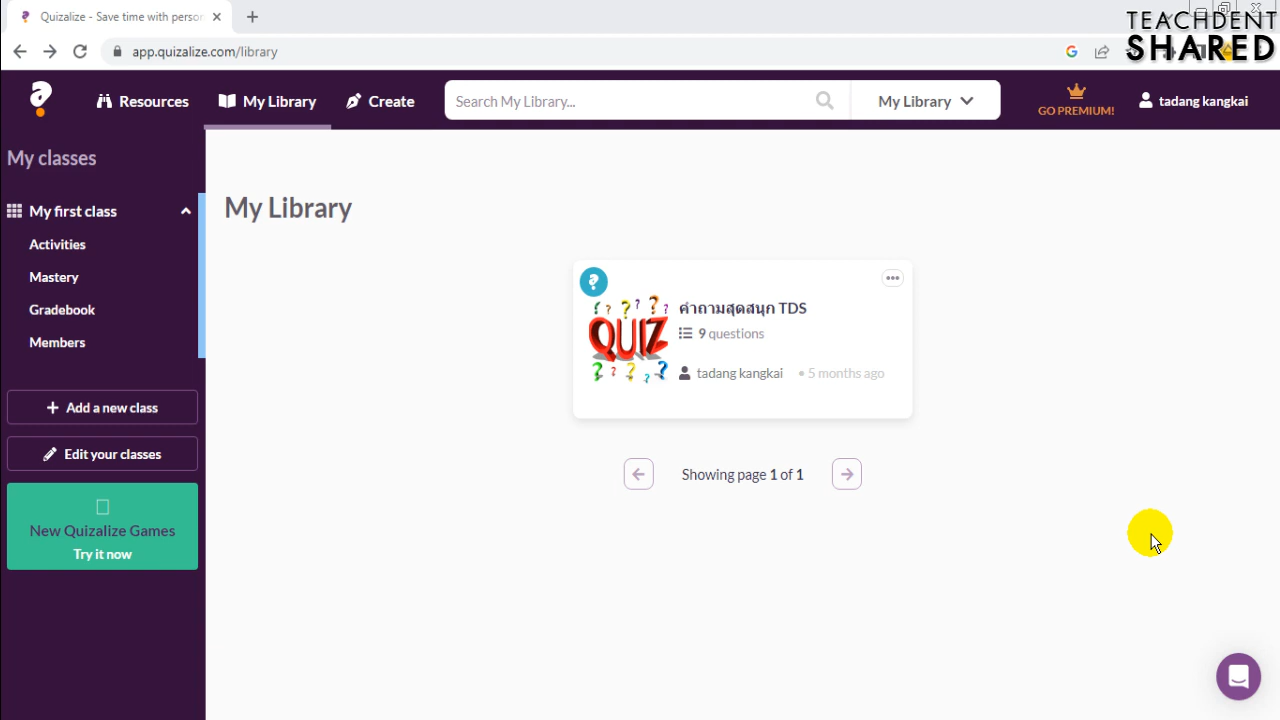 Quizalize - Save time with person
TEACHDENT
SHARED
app.quizalize.com/library
Resources
My Library
Create
Search My Library...
My Library
GO PREMIUM!
tadang kangkai
My classes
My first class
Activities
Mastery
Gradebook
Members
Add a new class
Edit your classes
New Quizalize Games
Try it now
My Library
QUIZ
คำถามสุดสนุก TDS
9 questions
tadang kangkai • 5 months ago
Showing page 1 of 1